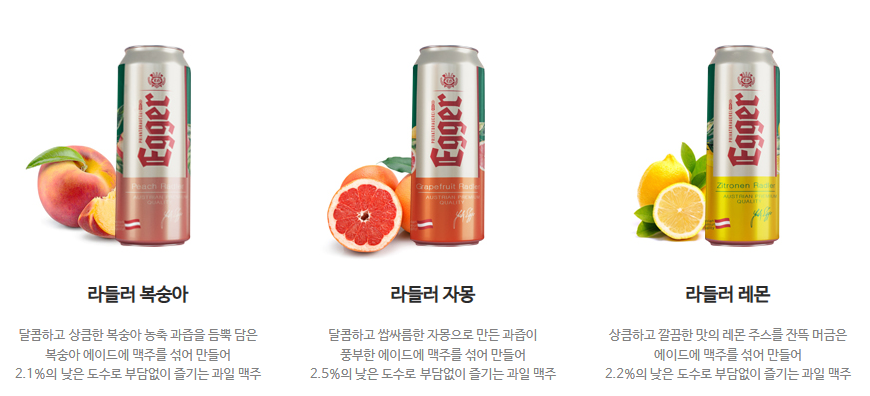 Egger
Peach Radler
AUSTRIAN PREMIUM
QUALITY
Egger
Grapefruit Radler
AUSTRIAN PREMIUM
QUALITY
Egger
Zitronen Radler
AUSTRIAN PREMIUM
QUALITY
라들러 복숭아
달콤하고 상큼한 복숭아 농축 과즙을 듬뿍 담은
복숭아 에이드에 맥주를 섞어 만들어
2.1%의 낮은 도수로 부담없이 즐기는 과일 맥주
라들러 자몽
달콤하고 쌉싸름한 자몽으로 만든 과즙이
풍부한 에이드에 맥주를 섞어 만들어
2.5%의 낮은 도수로 부담없이 즐기는 과일 맥주
라들러 레몬
상큼하고 깔끔한 맛의 레몬 주스를 잔뜩 머금은
에이드에 맥주를 섞어 만들어
2.2%의 낮은 도수로 부담없이 즐기는 과일 맥주